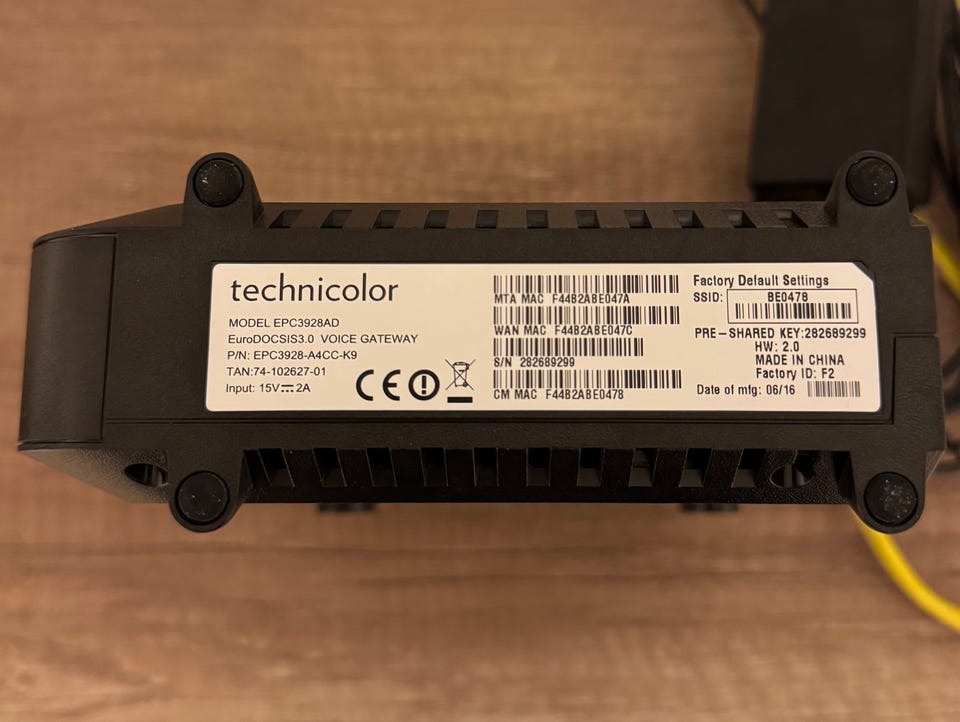 technicolor
MODEL EPC3928AD
EuroDOCSIS3.0 VOICE GATEWAY
P/N: EPC3928-A4CC-K9
TAN:74-102627-01
Input: 15V⎓2A
CE
MTA MAC F44B2ABE047A
WAN MAC F44B2ABE047C
S/N 282689299
CM MAC F44B2ABE0478
Factory Default Settings
SSID: BE0478
PRE-SHARED KEY:282689299
HW: 2.0
MADE IN CHINA
Factory ID: F2
Date of mfg: 06/16